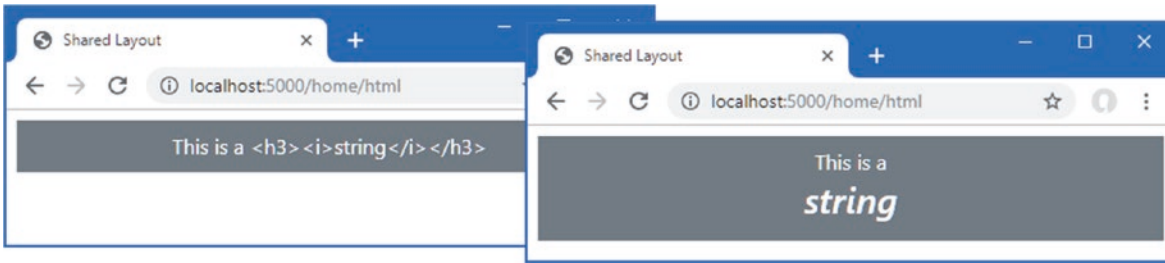 Shared Layout
localhost:5000/home/html
This is a <h3><i>string</i></h3>
Shared Layout
localhost:5000/home/html
This is a
string